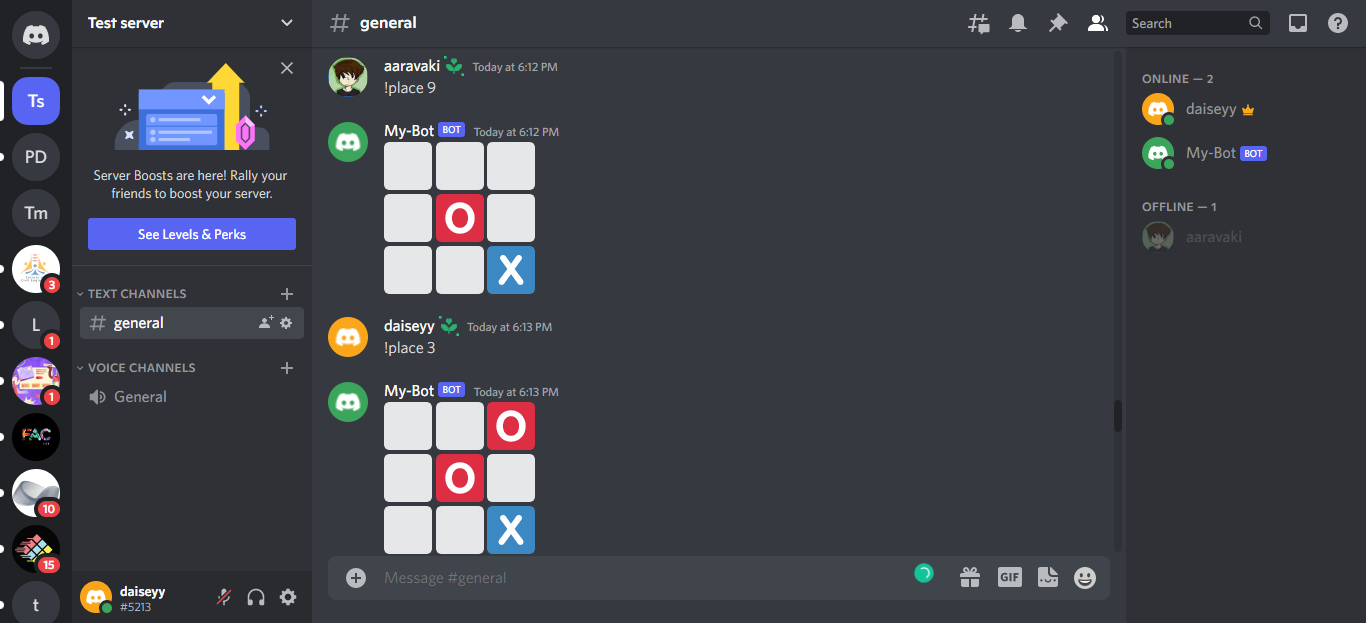 Test server
Ts
PD
Tm
3
L
1
1
FAC
10
15
t
Server Boosts are here! Rally your
friends to boost your server.
See Levels & Perks
TEXT CHANNELS
general
VOICE CHANNELS
General
daiseyy
#5213
# general
Search
aaravaki Today at 6:12 PM
!place 9
My-Bot BOT Today at 6:12 PM
O
X
daiseyy Today at 6:13 PM
!place 3
My-Bot BOT Today at 6:13 PM
O
O
X
Message #general
GIF
ONLINE — 2
daiseyy
My-Bot BOT
OFFLINE — 1
aaravaki